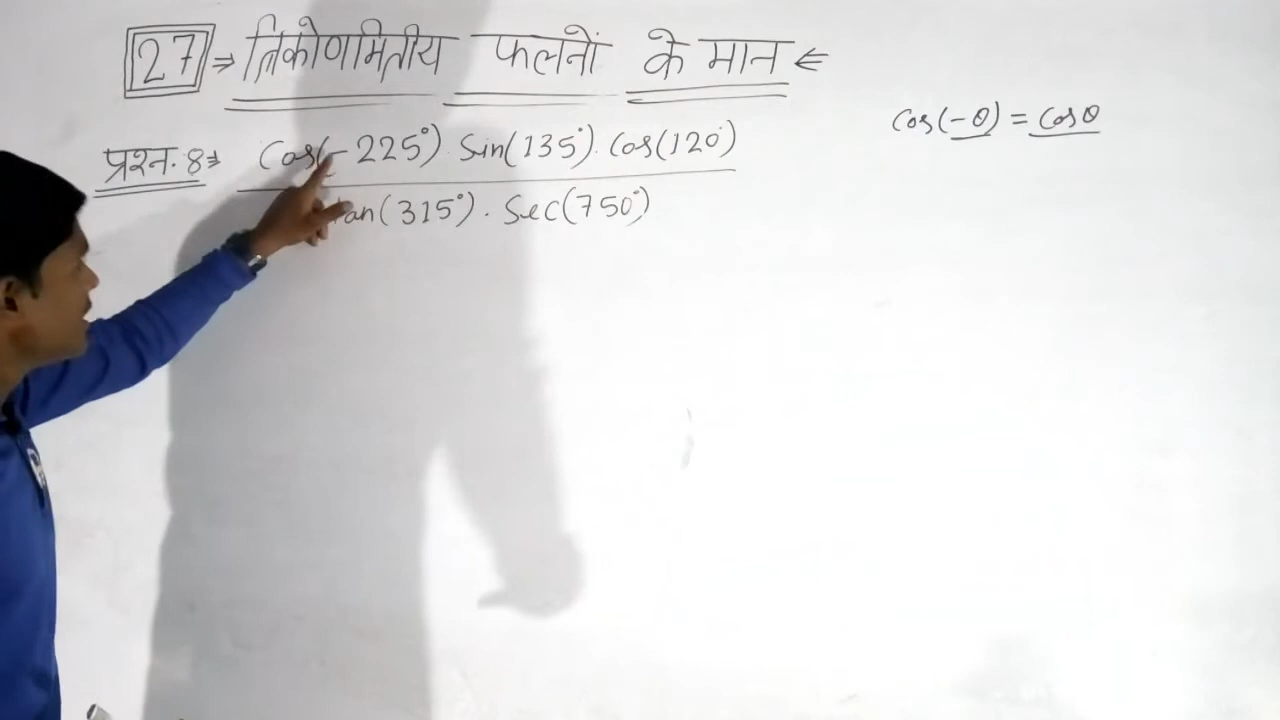 27 ⇒ त्रिकोणमितीय फलनों के मान ⇐
cos(-θ) = cosθ
प्रश्न. 8⇒ Cos(-225°) Sin(135°). Cos(120°)
tan(315°). Sec(750°)